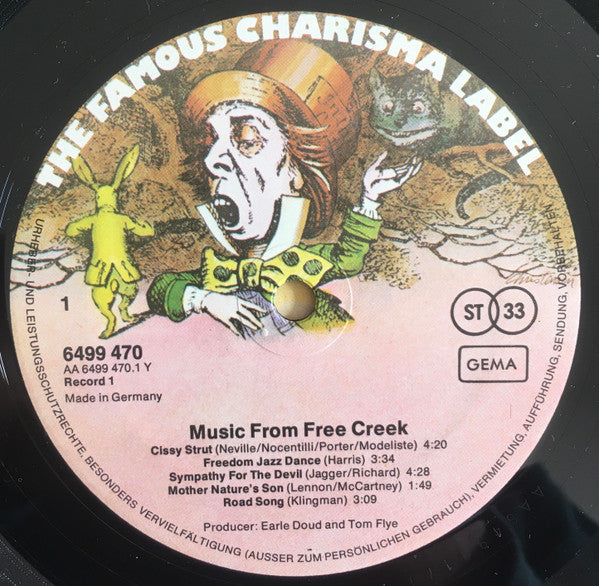 THE FAMOUS CHARISMA LABEL
1
6499 470
AA 6499 470.1 Y
Record 1
Made in Germany
ST 33
GEMA
Music From Free Creek
Cissy Strut (Neville/Nocentilli/Porter/Modeliste) 4:20
Freedom Jazz Dance (Harris) 3:34
Sympathy For The Devil (Jagger/Richard) 4:28
Mother Nature's Son (Lennon/McCartney) 1:49
Road Song (Klingman) 3:09
Producer: Earle Doud and Tom Flye
URHEBER- UND LEISTUNGSSCHUTZRECHTE, BESONDERS VERVIELFÄLTIGUNG (AUSSER ZUM PERSÖNLICHEN GEBRAUCH), VERMIETUNG, AUFFÜHRUNG, SENDUNG, VORBEHALTEN